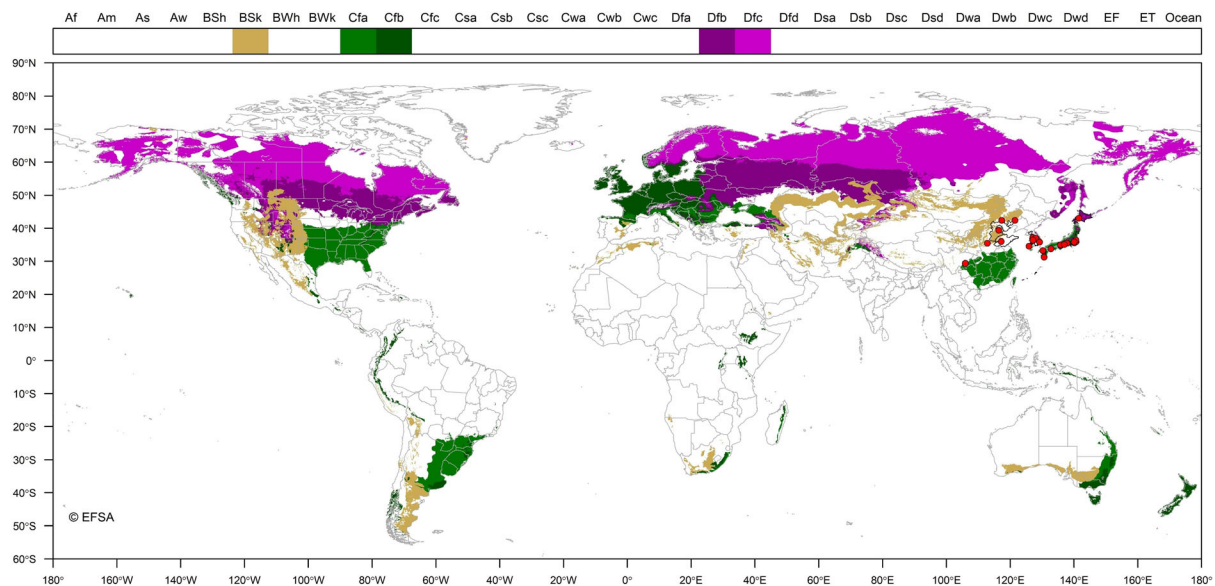 Af Am As Aw BSh BSk BWh BWk Cfa Cfb Cfc Csa Csb Csc Cwa Cwb Cwc Dfa Dfb Dfc Dfd Dsa Dsb Dsc Dsd Dwa Dwb Dwc Dwd EF ET Ocean
90°N
80°N
70°N
60°N
50°N
40°N
30°N
20°N
10°N
0°
10°S
20°S
30°S
40°S
50°S
60°S
© EFSA
180° 160°W 140°W 120°W 100°W 80°W 60°W 40°W 20°W 0° 20°E 40°E 60°E 80°E 100°E 120°E 140°E 160°E 180°